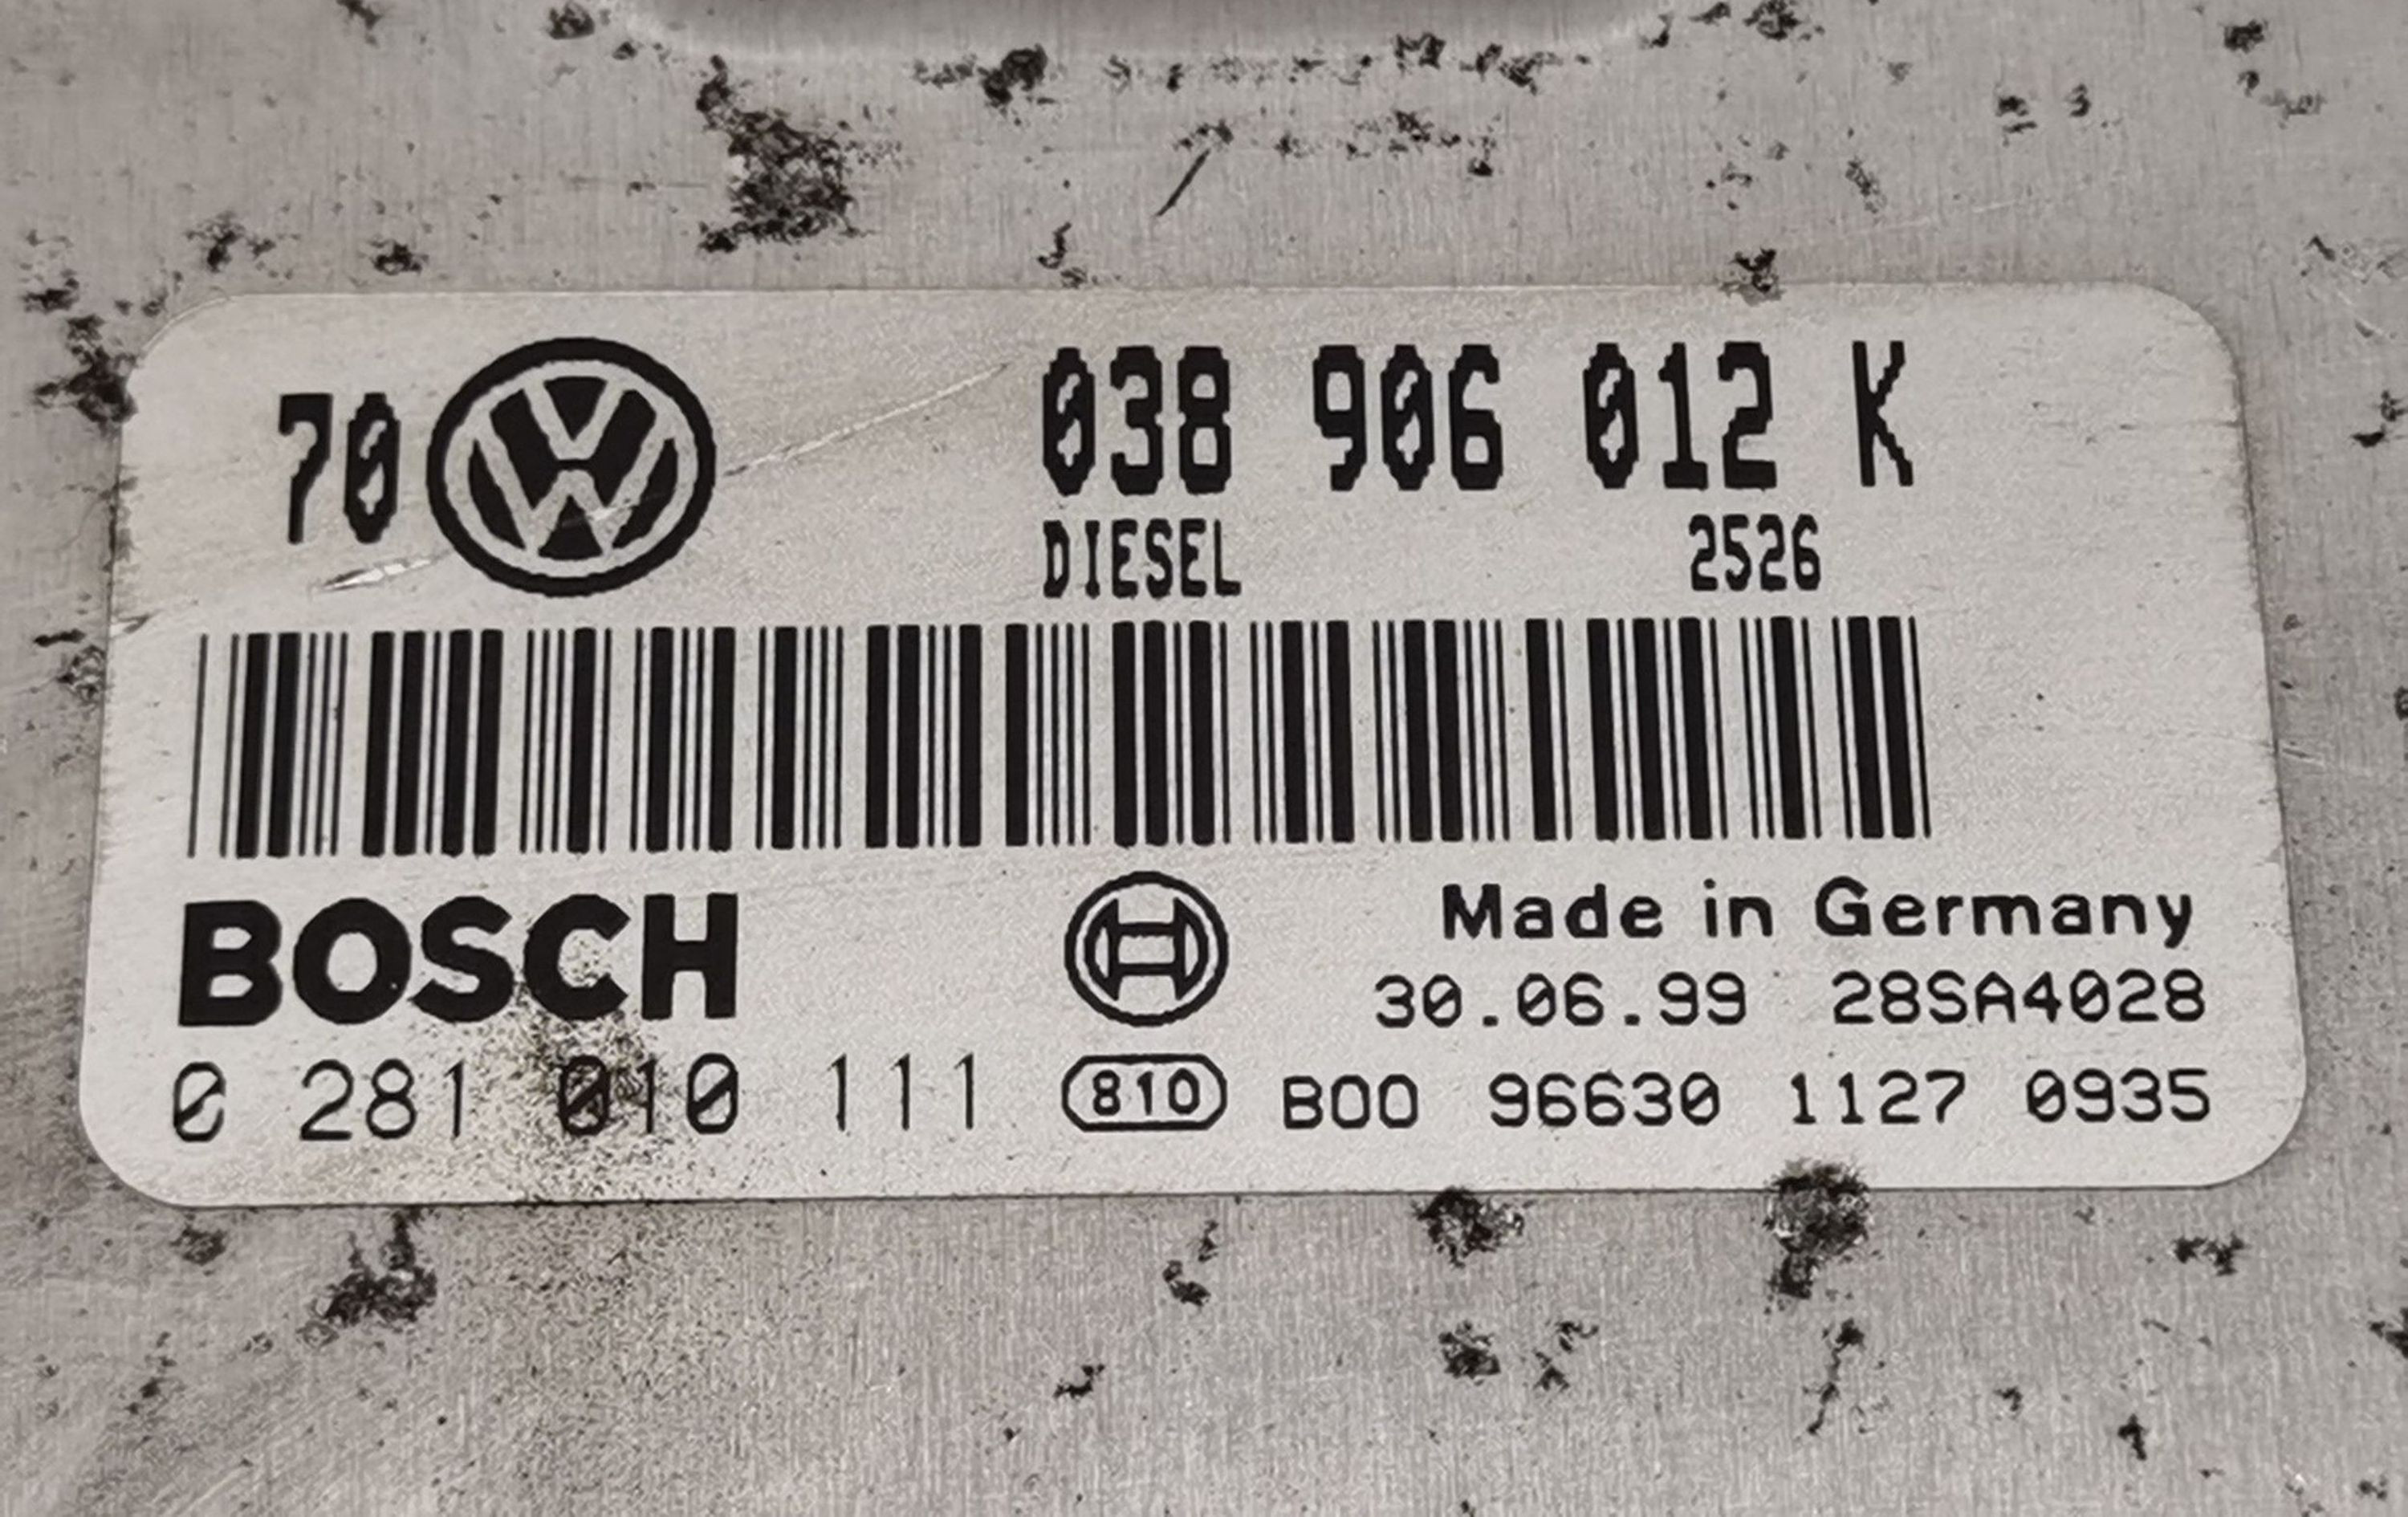 70 VW 038 906 012 K
DIESEL 2526
BOSCH Made in Germany
30.06.99 28SA4028
0 281 010 111 810 B00 96630 1127 0935